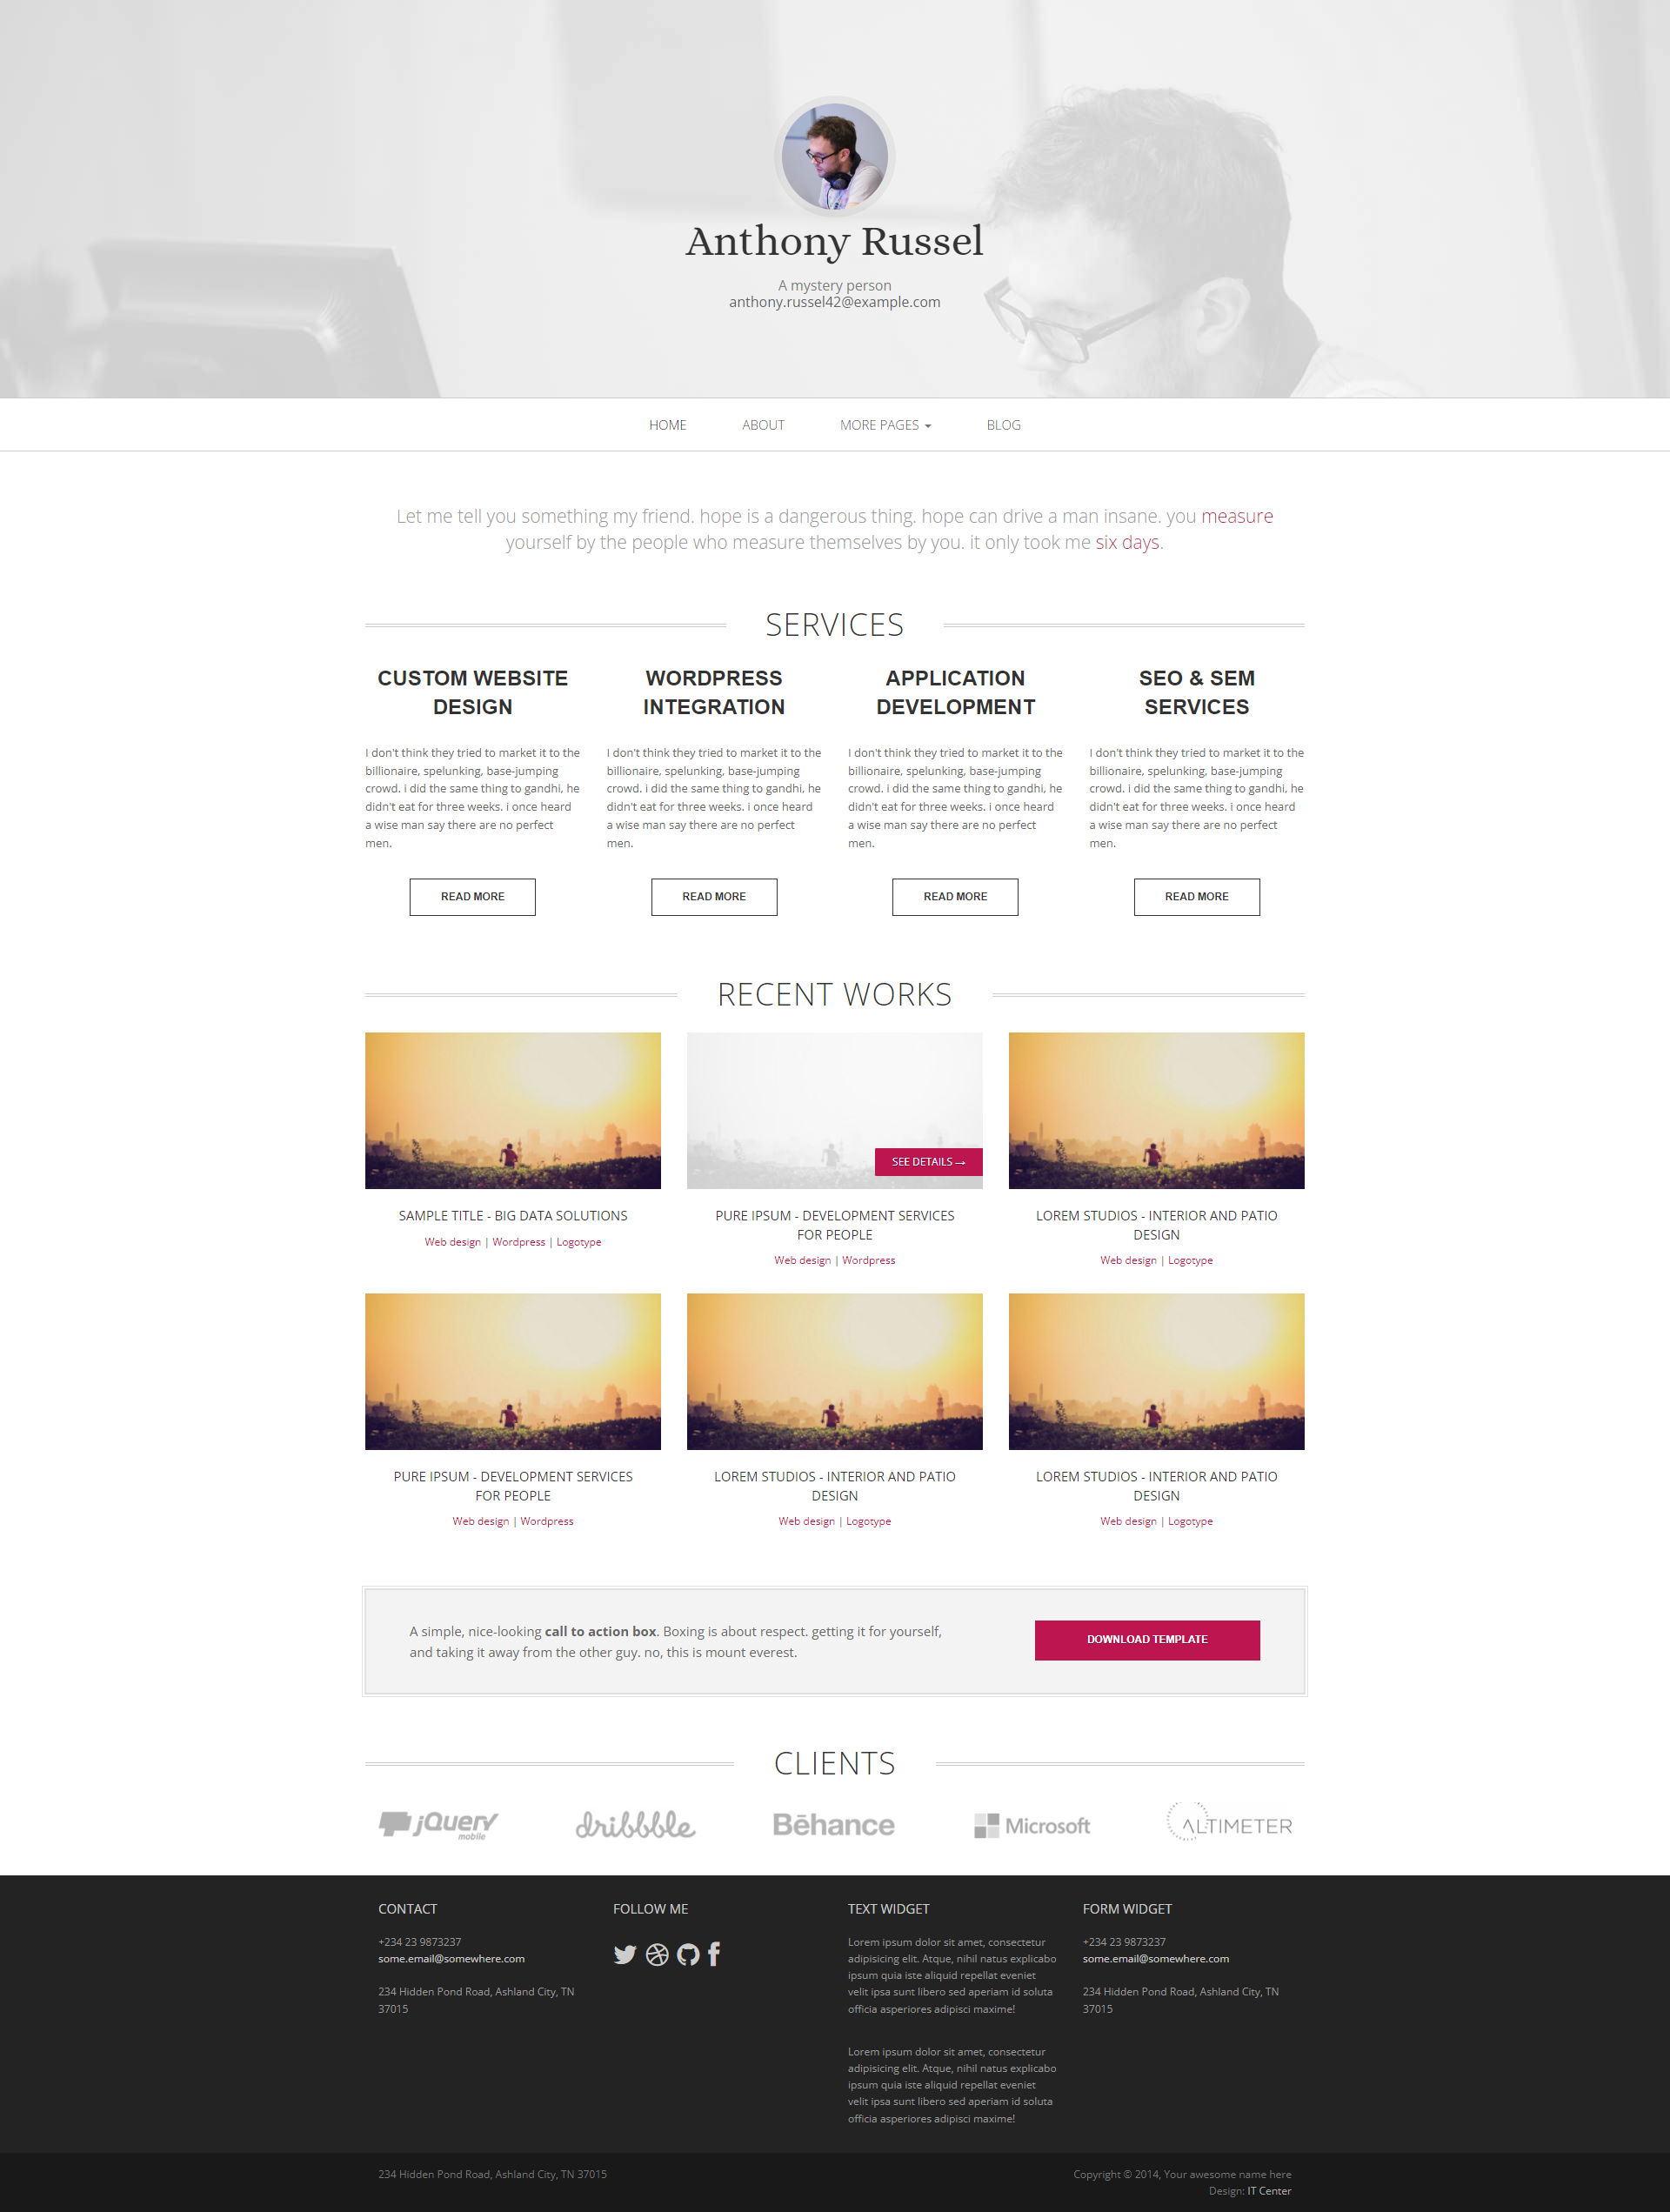 Anthony Russel
A mystery person
anthony.russel42@example.com
HOME ABOUT MORE PAGES BLOG
Let me tell you something my friend. hope is a dangerous thing. hope can drive a man insane. you measure
yourself by the people who measure themselves by you. it only took me six days.
SERVICES
CUSTOM WEBSITE
DESIGN
I don't think they tried to market it to the
billionaire, spelunking, base-jumping
crowd. i did the same thing to gandhi, he
didn't eat for three weeks. i once heard
a wise man say there are no perfect
men.
READ MORE
WORDPRESS
INTEGRATION
I don't think they tried to market it to the
billionaire, spelunking, base-jumping
crowd. i did the same thing to gandhi, he
didn't eat for three weeks. i once heard
a wise man say there are no perfect
men.
READ MORE
APPLICATION
DEVELOPMENT
I don't think they tried to market it to the
billionaire, spelunking, base-jumping
crowd. i did the same thing to gandhi, he
didn't eat for three weeks. i once heard
a wise man say there are no perfect
men.
READ MORE
SEO & SEM
SERVICES
I don't think they tried to market it to the
billionaire, spelunking, base-jumping
crowd. i did the same thing to gandhi, he
didn't eat for three weeks. i once heard
a wise man say there are no perfect
men.
READ MORE
RECENT WORKS
SAMPLE TITLE - BIG DATA SOLUTIONS
Web design | Wordpress | Logotype
SEE DETAILS →
PURE IPSUM - DEVELOPMENT SERVICES
FOR PEOPLE
Web design | Wordpress
LOREM STUDIOS - INTERIOR AND PATIO
DESIGN
Web design | Logotype
PURE IPSUM - DEVELOPMENT SERVICES
FOR PEOPLE
Web design | Wordpress
LOREM STUDIOS - INTERIOR AND PATIO
DESIGN
Web design | Logotype
LOREM STUDIOS - INTERIOR AND PATIO
DESIGN
Web design | Logotype
A simple, nice-looking call to action box. Boxing is about respect. getting it for yourself,
and taking it away from the other guy. no, this is mount everest.
DOWNLOAD TEMPLATE
CLIENTS
jQuery
mobile
dribbble
Bēhance
Microsoft
ALTIMETER
CONTACT
+234 23 9873237
some.email@somewhere.com
234 Hidden Pond Road, Ashland City, TN
37015
FOLLOW ME
TEXT WIDGET
Lorem ipsum dolor sit amet, consectetur
adipisicing elit. Atque, nihil natus explicabo
ipsum quia iste aliquid repellat eveniet
velit ipsa sunt libero sed aperiam id soluta
officia asperiores adipisci maxime!
Lorem ipsum dolor sit amet, consectetur
adipisicing elit. Atque, nihil natus explicabo
ipsum quia iste aliquid repellat eveniet
velit ipsa sunt libero sed aperiam id soluta
officia asperiores adipisci maxime!
FORM WIDGET
+234 23 9873237
some.email@somewhere.com
234 Hidden Pond Road, Ashland City, TN
37015
234 Hidden Pond Road, Ashland City, TN 37015
Copyright © 2014, Your awesome name here
Design: IT Center